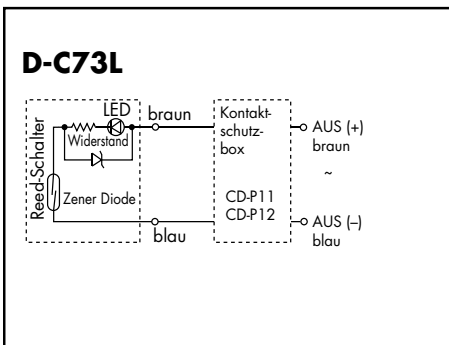 D-C73L
LED
braun
Widerstand
Reed-Schalter
Zener Diode
blau
Kontakt-
schutz-
box
CD-P11
CD-P12
AUS (+)
braun
~
AUS (–)
blau